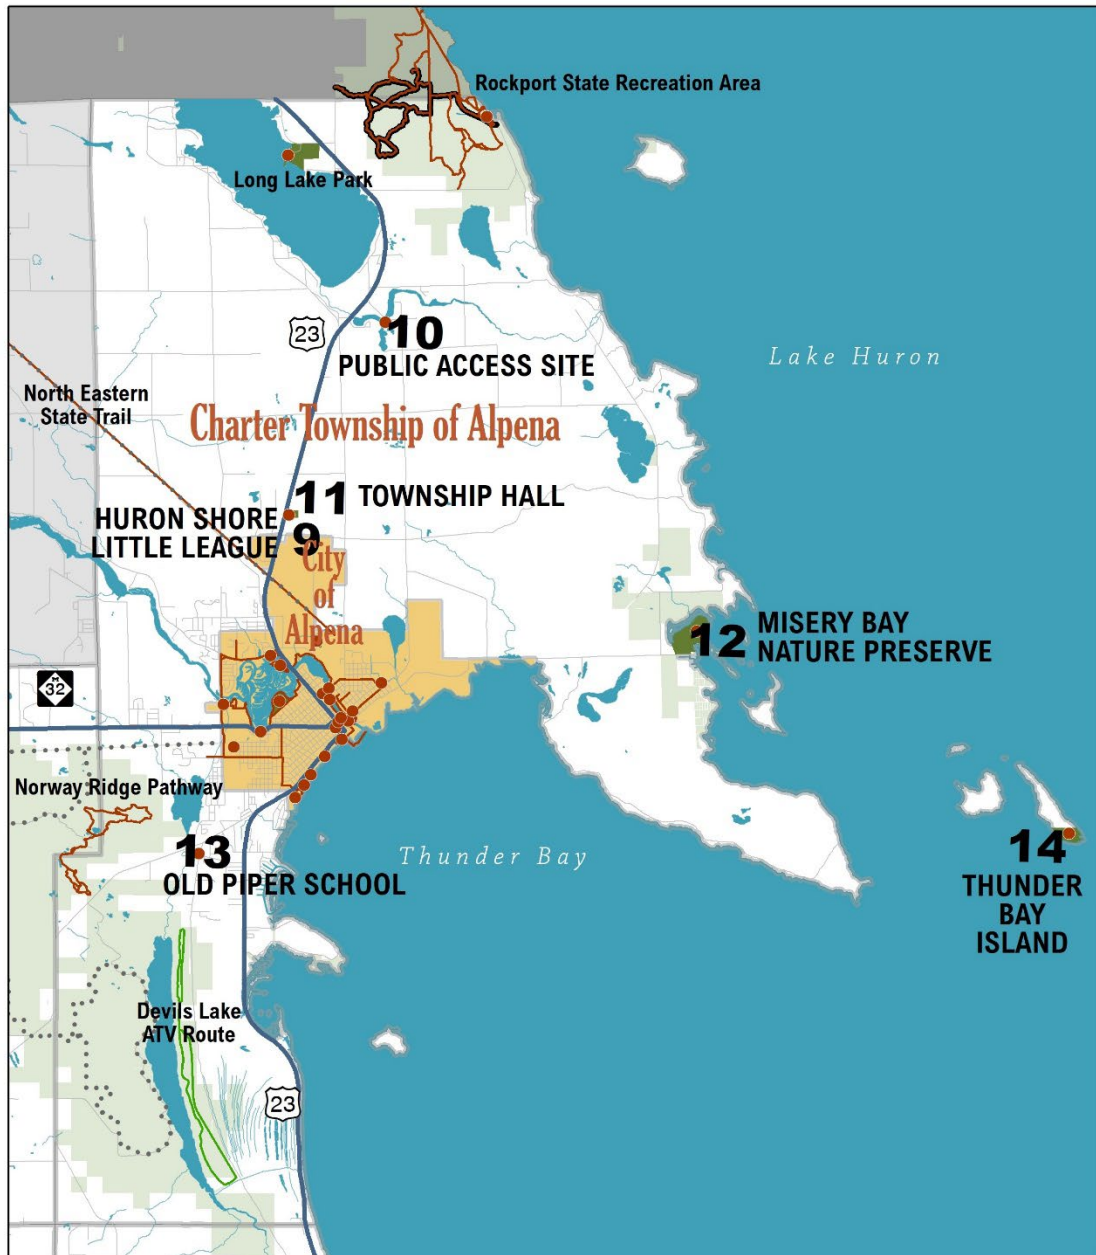 Rockport State Recreation Area
Long Lake Park
23
10
PUBLIC ACCESS SITE
Lake Huron
North Eastern
State Trail
Charter Township of Alpena
11 TOWNSHIP HALL
HURON SHORE
LITTLE LEAGUE 9
City
of
Alpena
12 MISERY BAY
NATURE PRESERVE
M
32
Norway Ridge Pathway
13
OLD PIPER SCHOOL
Thunder Bay
14
THUNDER
BAY
ISLAND
Devils Lake
ATV Route
23